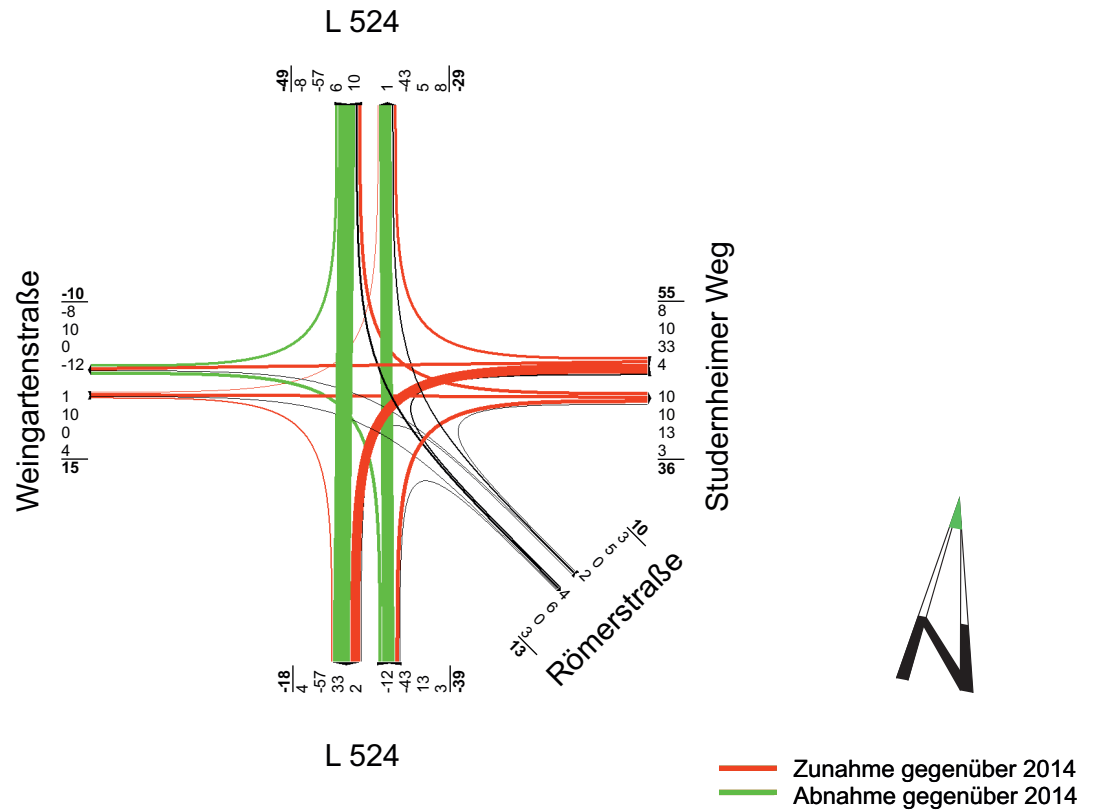 L 524
-49 -8 -57 6 10 1 -43 5 8 -29
Weingartenstraße
-10
-8
10
0
-12
1
10
0
4
15
Studernheimer Weg
55
8
10
33
4
10
10
13
3
36
10 3 5 0 2
4 6 0 3 13
Römerstraße
-18 4 -57 33 2 -12 -43 13 3 -39
L 524
N
Zunahme gegenüber 2014
Abnahme gegenüber 2014